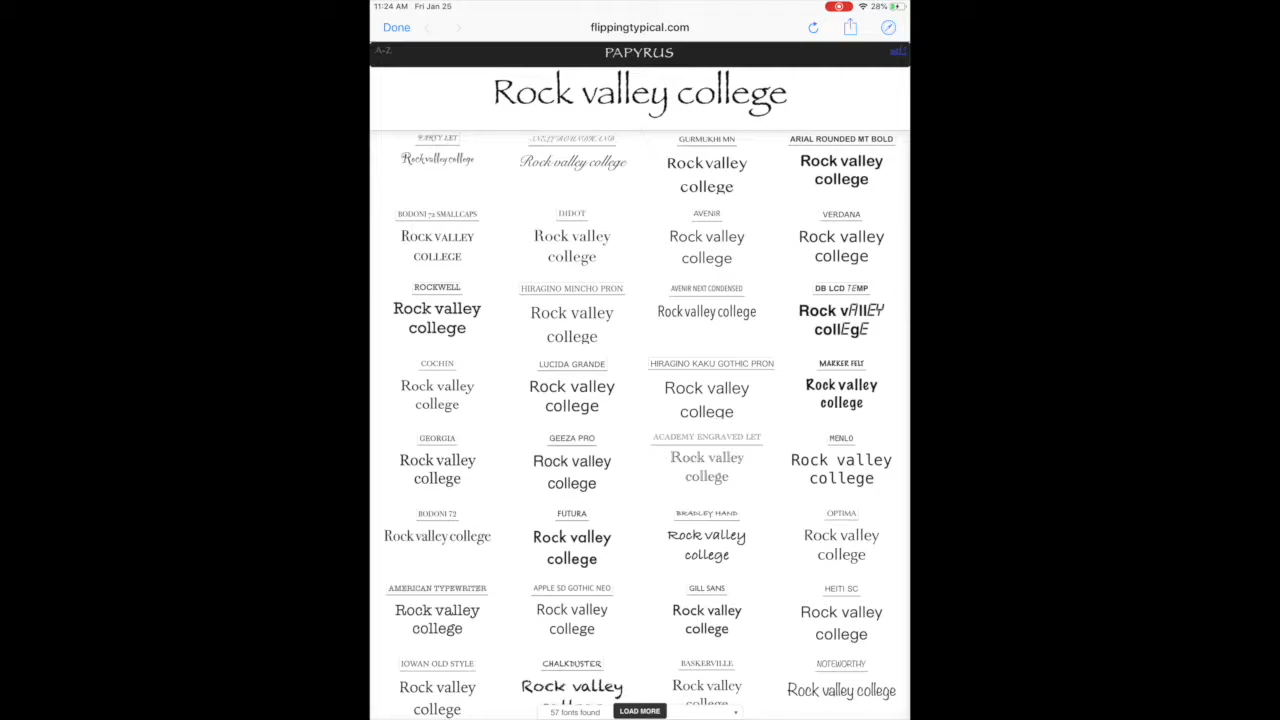 11:24 AM Fri Jan 25
28%
Done
flippingtypical.com
A-Z
PAPYRUS
Rock valley college
PARTY LET
SNELL ROUNDHAND
GURMUKHI MN
ARIAL ROUNDED MT BOLD
Rock valley college
Rock valley college
Rock valley
college
Rock valley
college
BODONI 72 SMALLCAPS
DIDOT
AVENIR
VERDANA
ROCK VALLEY
COLLEGE
Rock valley
college
Rock valley
college
Rock valley
college
ROCKWELL
HIRAGINO MINCHO PRON
AVENIR NEXT CONDENSED
DB LCD TEMP
Rock valley
college
Rock valley
college
Rock valley college
Rock vAllEY
collEgE
COCHIN
LUCIDA GRANDE
HIRAGINO KAKU GOTHIC PRON
MARKER FELT
Rock valley
college
Rock valley
college
Rock valley
college
Rock valley
college
GEORGIA
GEEZA PRO
ACADEMY ENGRAVED LET
MENLO
Rock valley
college
Rock valley
college
Rock valley
college
Rock valley
college
BODONI 72
FUTURA
BRADLEY HAND
OPTIMA
Rock valley college
Rock valley
college
Rock valley
college
Rock valley
college
AMERICAN TYPEWRITER
APPLE SD GOTHIC NEO
GILL SANS
HEITI SC
Rock valley
college
Rock valley
college
Rock valley
college
Rock valley
college
IOWAN OLD STYLE
CHALKDUSTER
BASKERVILLE
NOTEWORTHY
Rock valley
college
Rock valley
Rock valley
college
Rock valley college
57 fonts found
LOAD MORE